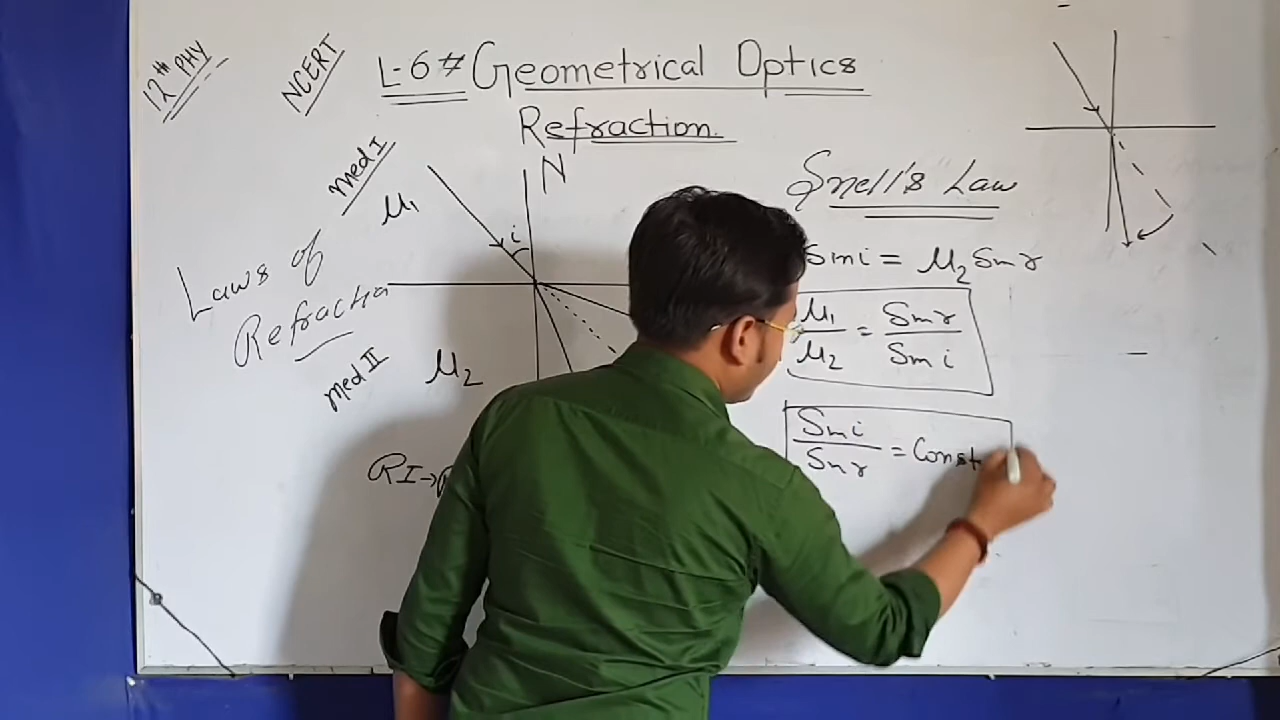 12th PHY
NCERT
L-6 # Geometrical Optics
Refraction.
Med I
μ₁
N
i
Laws of
Refraction
Med II
μ₂
RI→
Snell's Law
Sin i = μ₂ Sin r
μ₁/μ₂ = Sin r/Sin i
Sin i/Sin r = Const